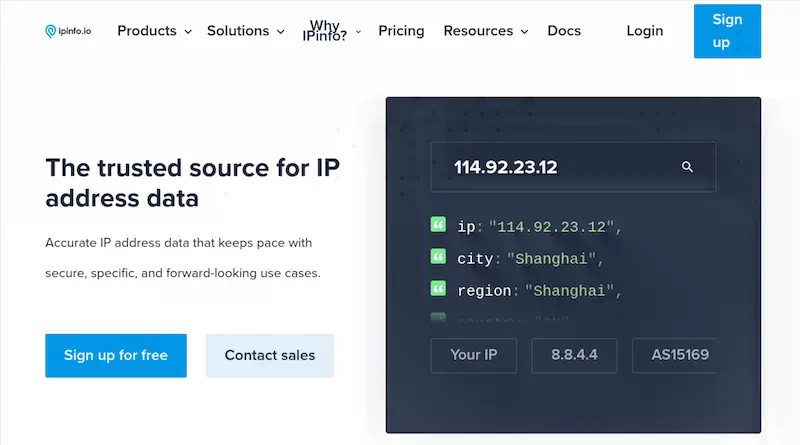 ipinfo.io Products Solutions Why IPinfo? Pricing Resources Docs Login Sign up
The trusted source for IP
address data
Accurate IP address data that keeps pace with
secure, specific, and forward-looking use cases.
Sign up for free Contact sales
114.92.23.12
ip: "114.92.23.12",
city: "Shanghai",
region: "Shanghai",
Your IP 8.8.4.4 AS15169